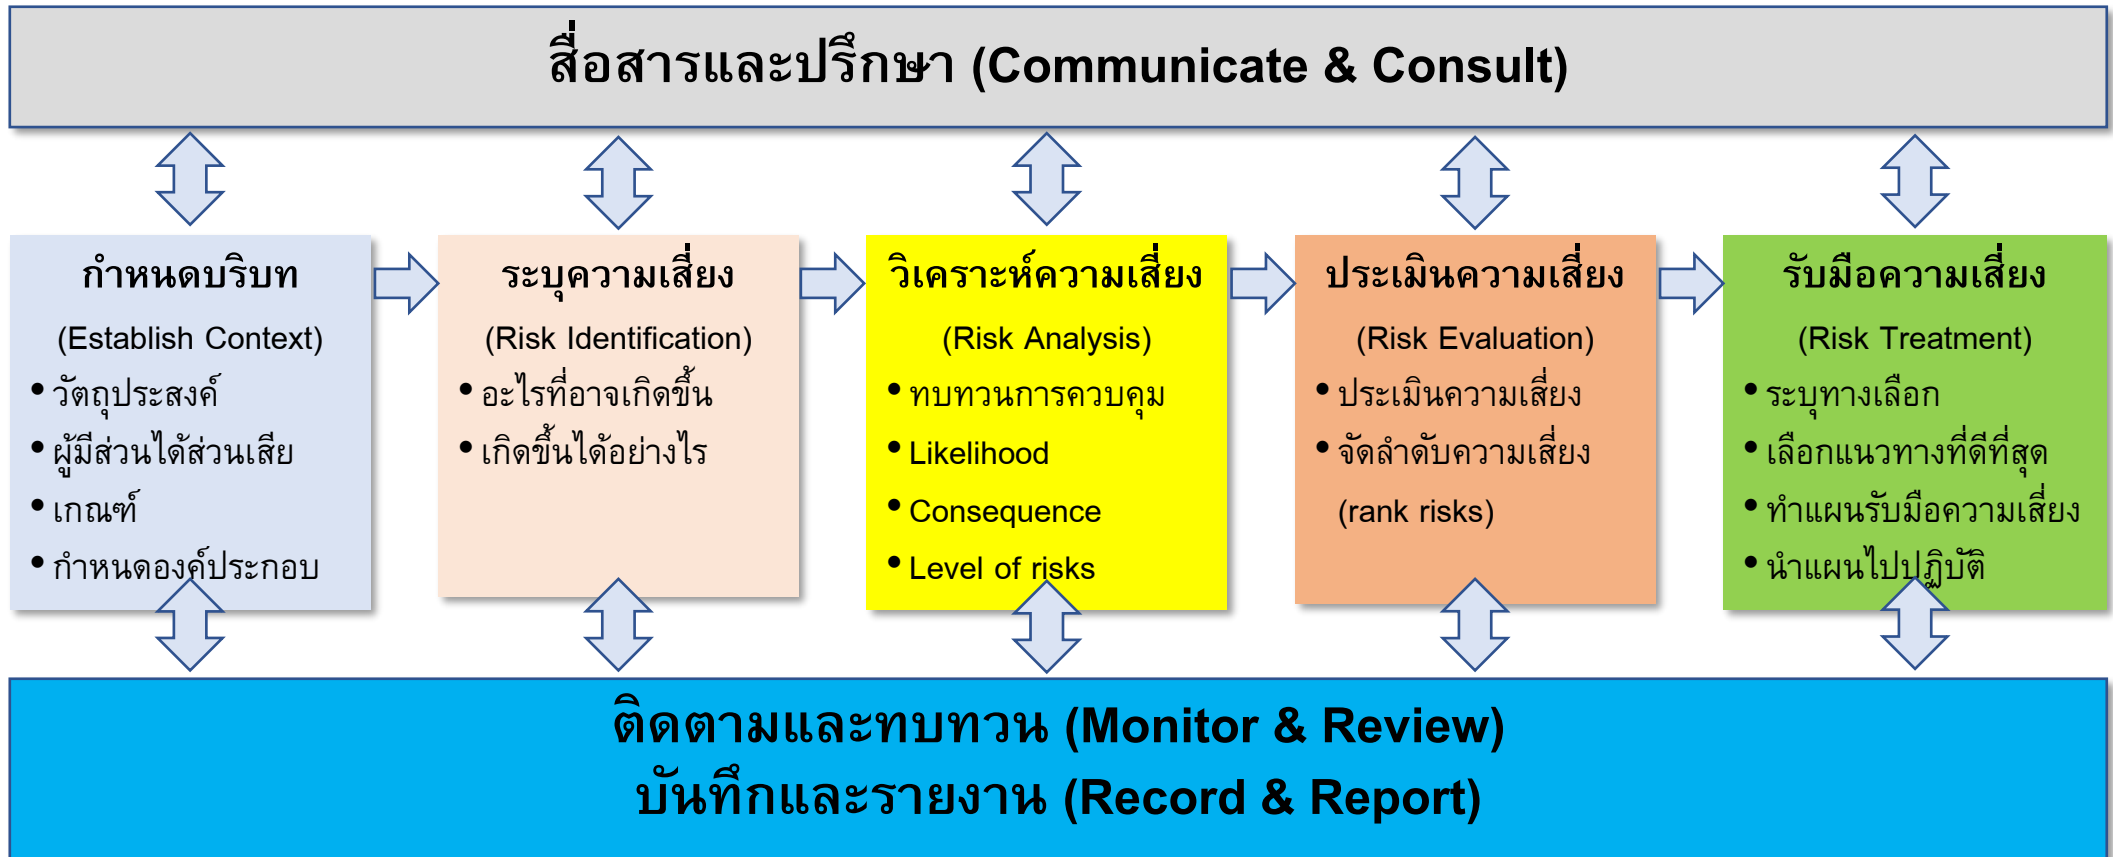 สื่อสารและปรึกษา (Communicate & Consult)
กำหนดบริบท
(Establish Context)
• วัตถุประสงค์
• ผู้มีส่วนได้ส่วนเสีย
• เกณฑ์
• กำหนดองค์ประกอบ
ระบุความเสี่ยง
(Risk Identification)
• อะไรที่อาจเกิดขึ้น
• เกิดขึ้นได้อย่างไร
วิเคราะห์ความเสี่ยง
(Risk Analysis)
• ทบทวนการควบคุม
• Likelihood
• Consequence
• Level of risks
ประเมินความเสี่ยง
(Risk Evaluation)
• ประเมินความเสี่ยง
• จัดลำดับความเสี่ยง
(rank risks)
รับมือความเสี่ยง
(Risk Treatment)
• ระบุทางเลือก
• เลือกแนวทางที่ดีที่สุด
• ทำแผนรับมือความเสี่ยง
• นำแผนไปปฏิบัติ
ติดตามและทบทวน (Monitor & Review)
บันทึกและรายงาน (Record & Report)